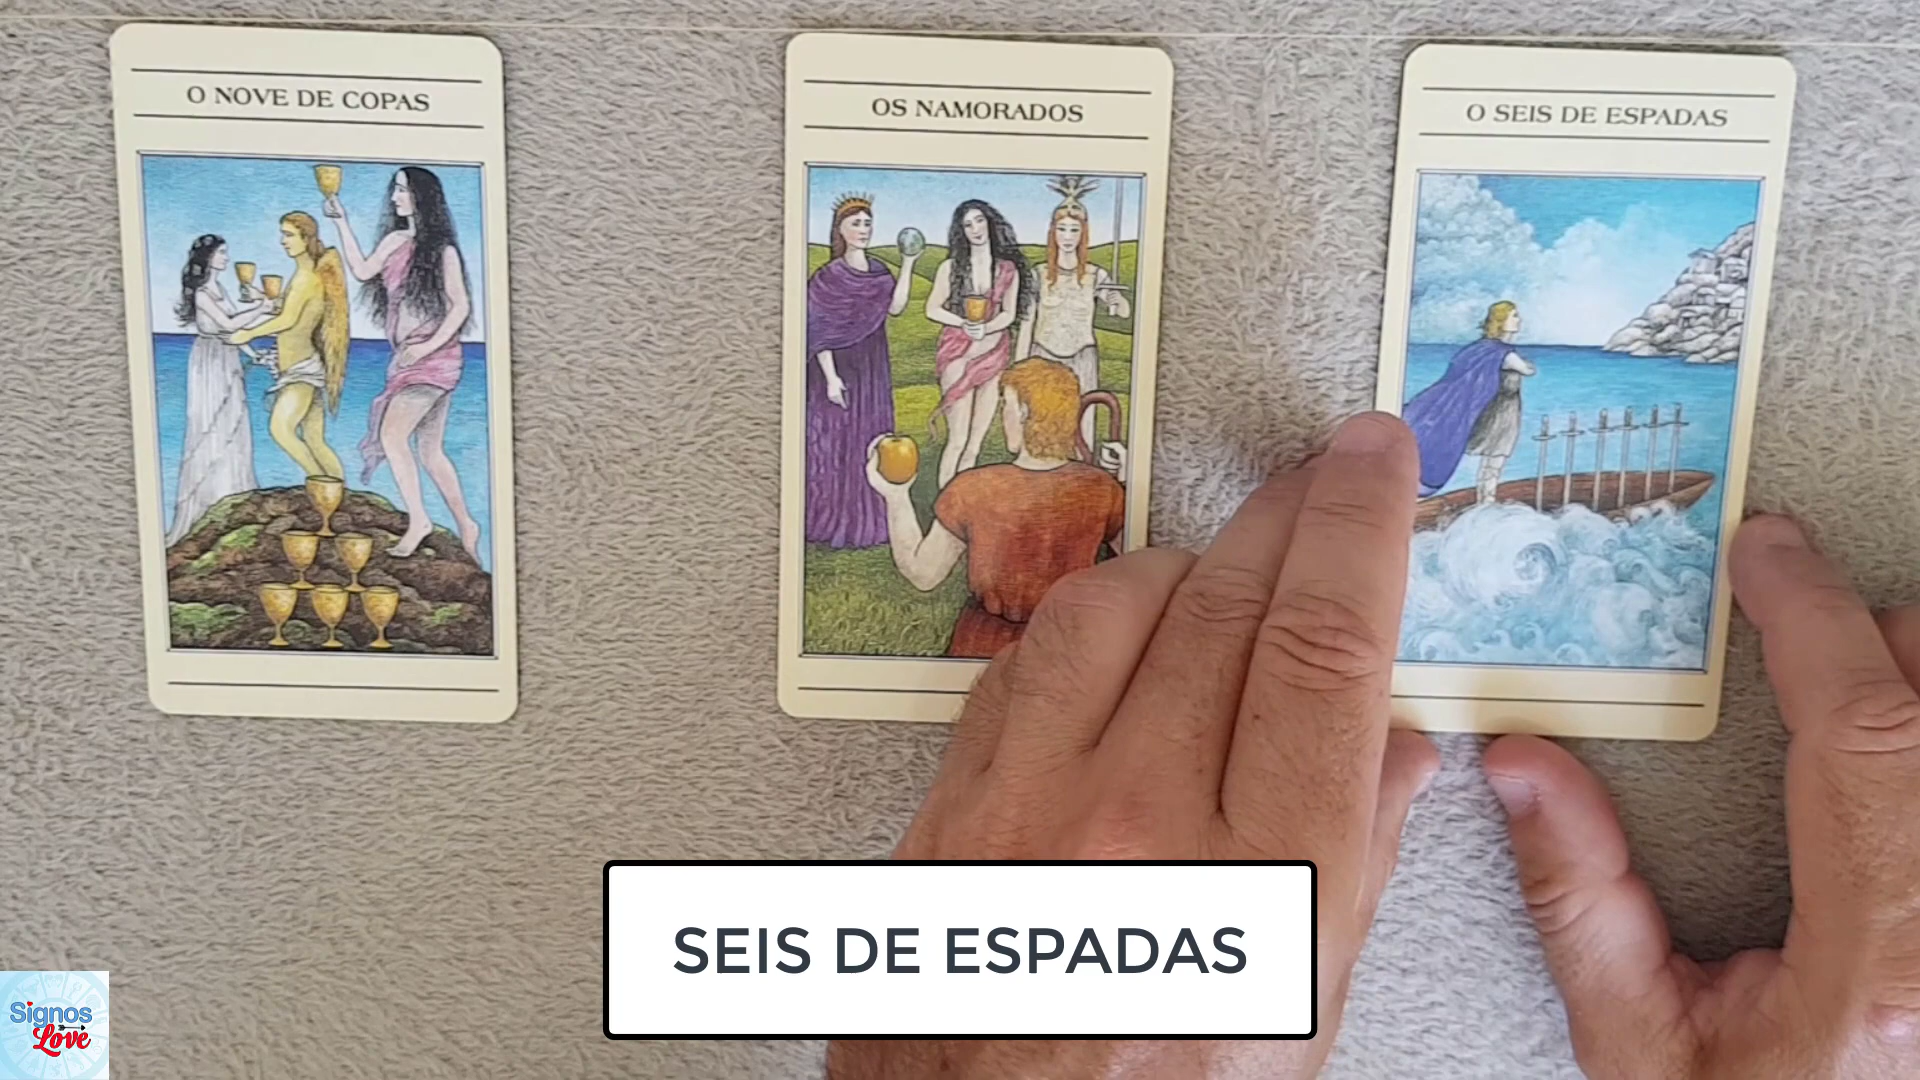 O NOVE DE COPAS
OS NAMORADOS
O SEIS DE ESPADAS
SEIS DE ESPADAS
Signos
Love